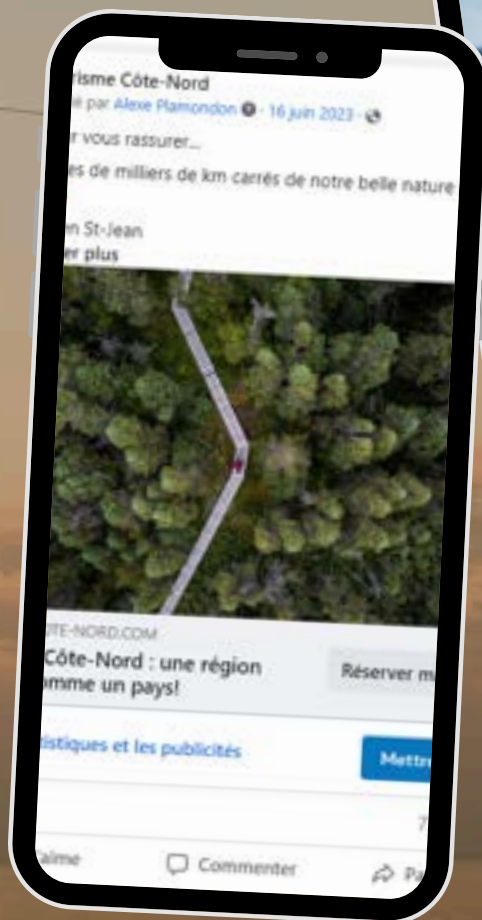 risme Côte-Nord
é par Alexe Plamondon · 16 juin 2023 ·
r vous rassurer...
es de milliers de km carrés de notre belle nature
n St-Jean
er plus
TE-NORD.COM
Côte-Nord : une région
omme un pays!
Réserver m
istiques et les publicités
Mettr
7
'aime
Commenter
Pa